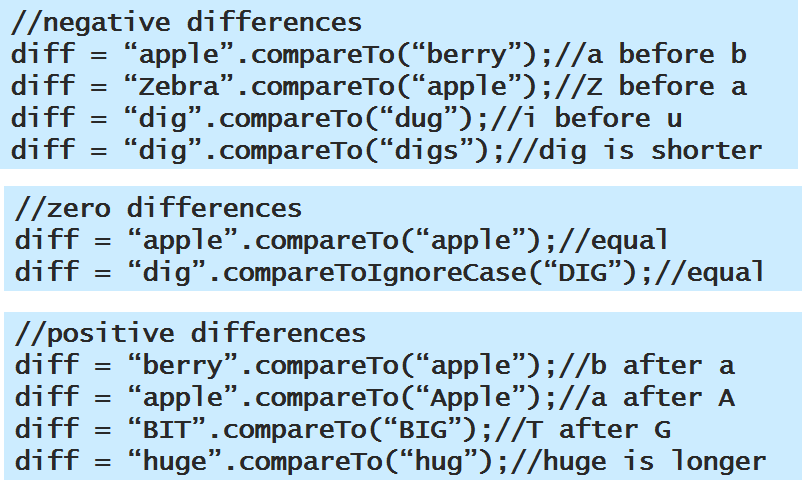 //negative differences
diff = “apple”.compareTo(“berry”);//a before b
diff = “Zebra”.compareTo(“apple”);//Z before a
diff = “dig”.compareTo(“dug”);//i before u
diff = “dig”.compareTo(“digs”);//dig is shorter
//zero differences
diff = “apple”.compareTo(“apple”);//equal
diff = “dig”.compareToIgnoreCase(“DIG”);//equal
//positive differences
diff = “berry”.compareTo(“apple”);//b after a
diff = “apple”.compareTo(“Apple”);//a after A
diff = “BIT”.compareTo(“BIG”);//T after G
diff = “huge”.compareTo(“hug”);//huge is longer